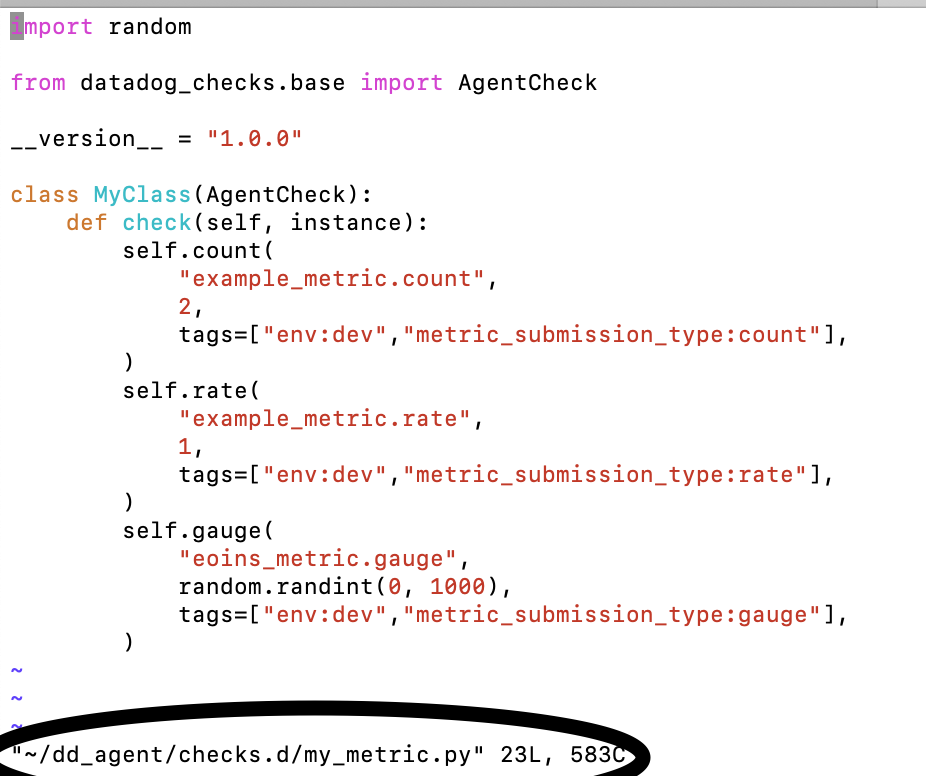 import random

from datadog_checks.base import AgentCheck

__version__ = "1.0.0"

class MyClass(AgentCheck):
    def check(self, instance):
        self.count(
            "example_metric.count",
            2,
            tags=["env:dev","metric_submission_type:count"],
        )
        self.rate(
            "example_metric.rate",
            1,
            tags=["env:dev","metric_submission_type:rate"],
        )
        self.gauge(
            "eoins_metric.gauge",
            random.randint(0, 1000),
            tags=["env:dev","metric_submission_type:gauge"],
        )
~
~
~
"~/dd_agent/checks.d/my_metric.py" 23L, 583C